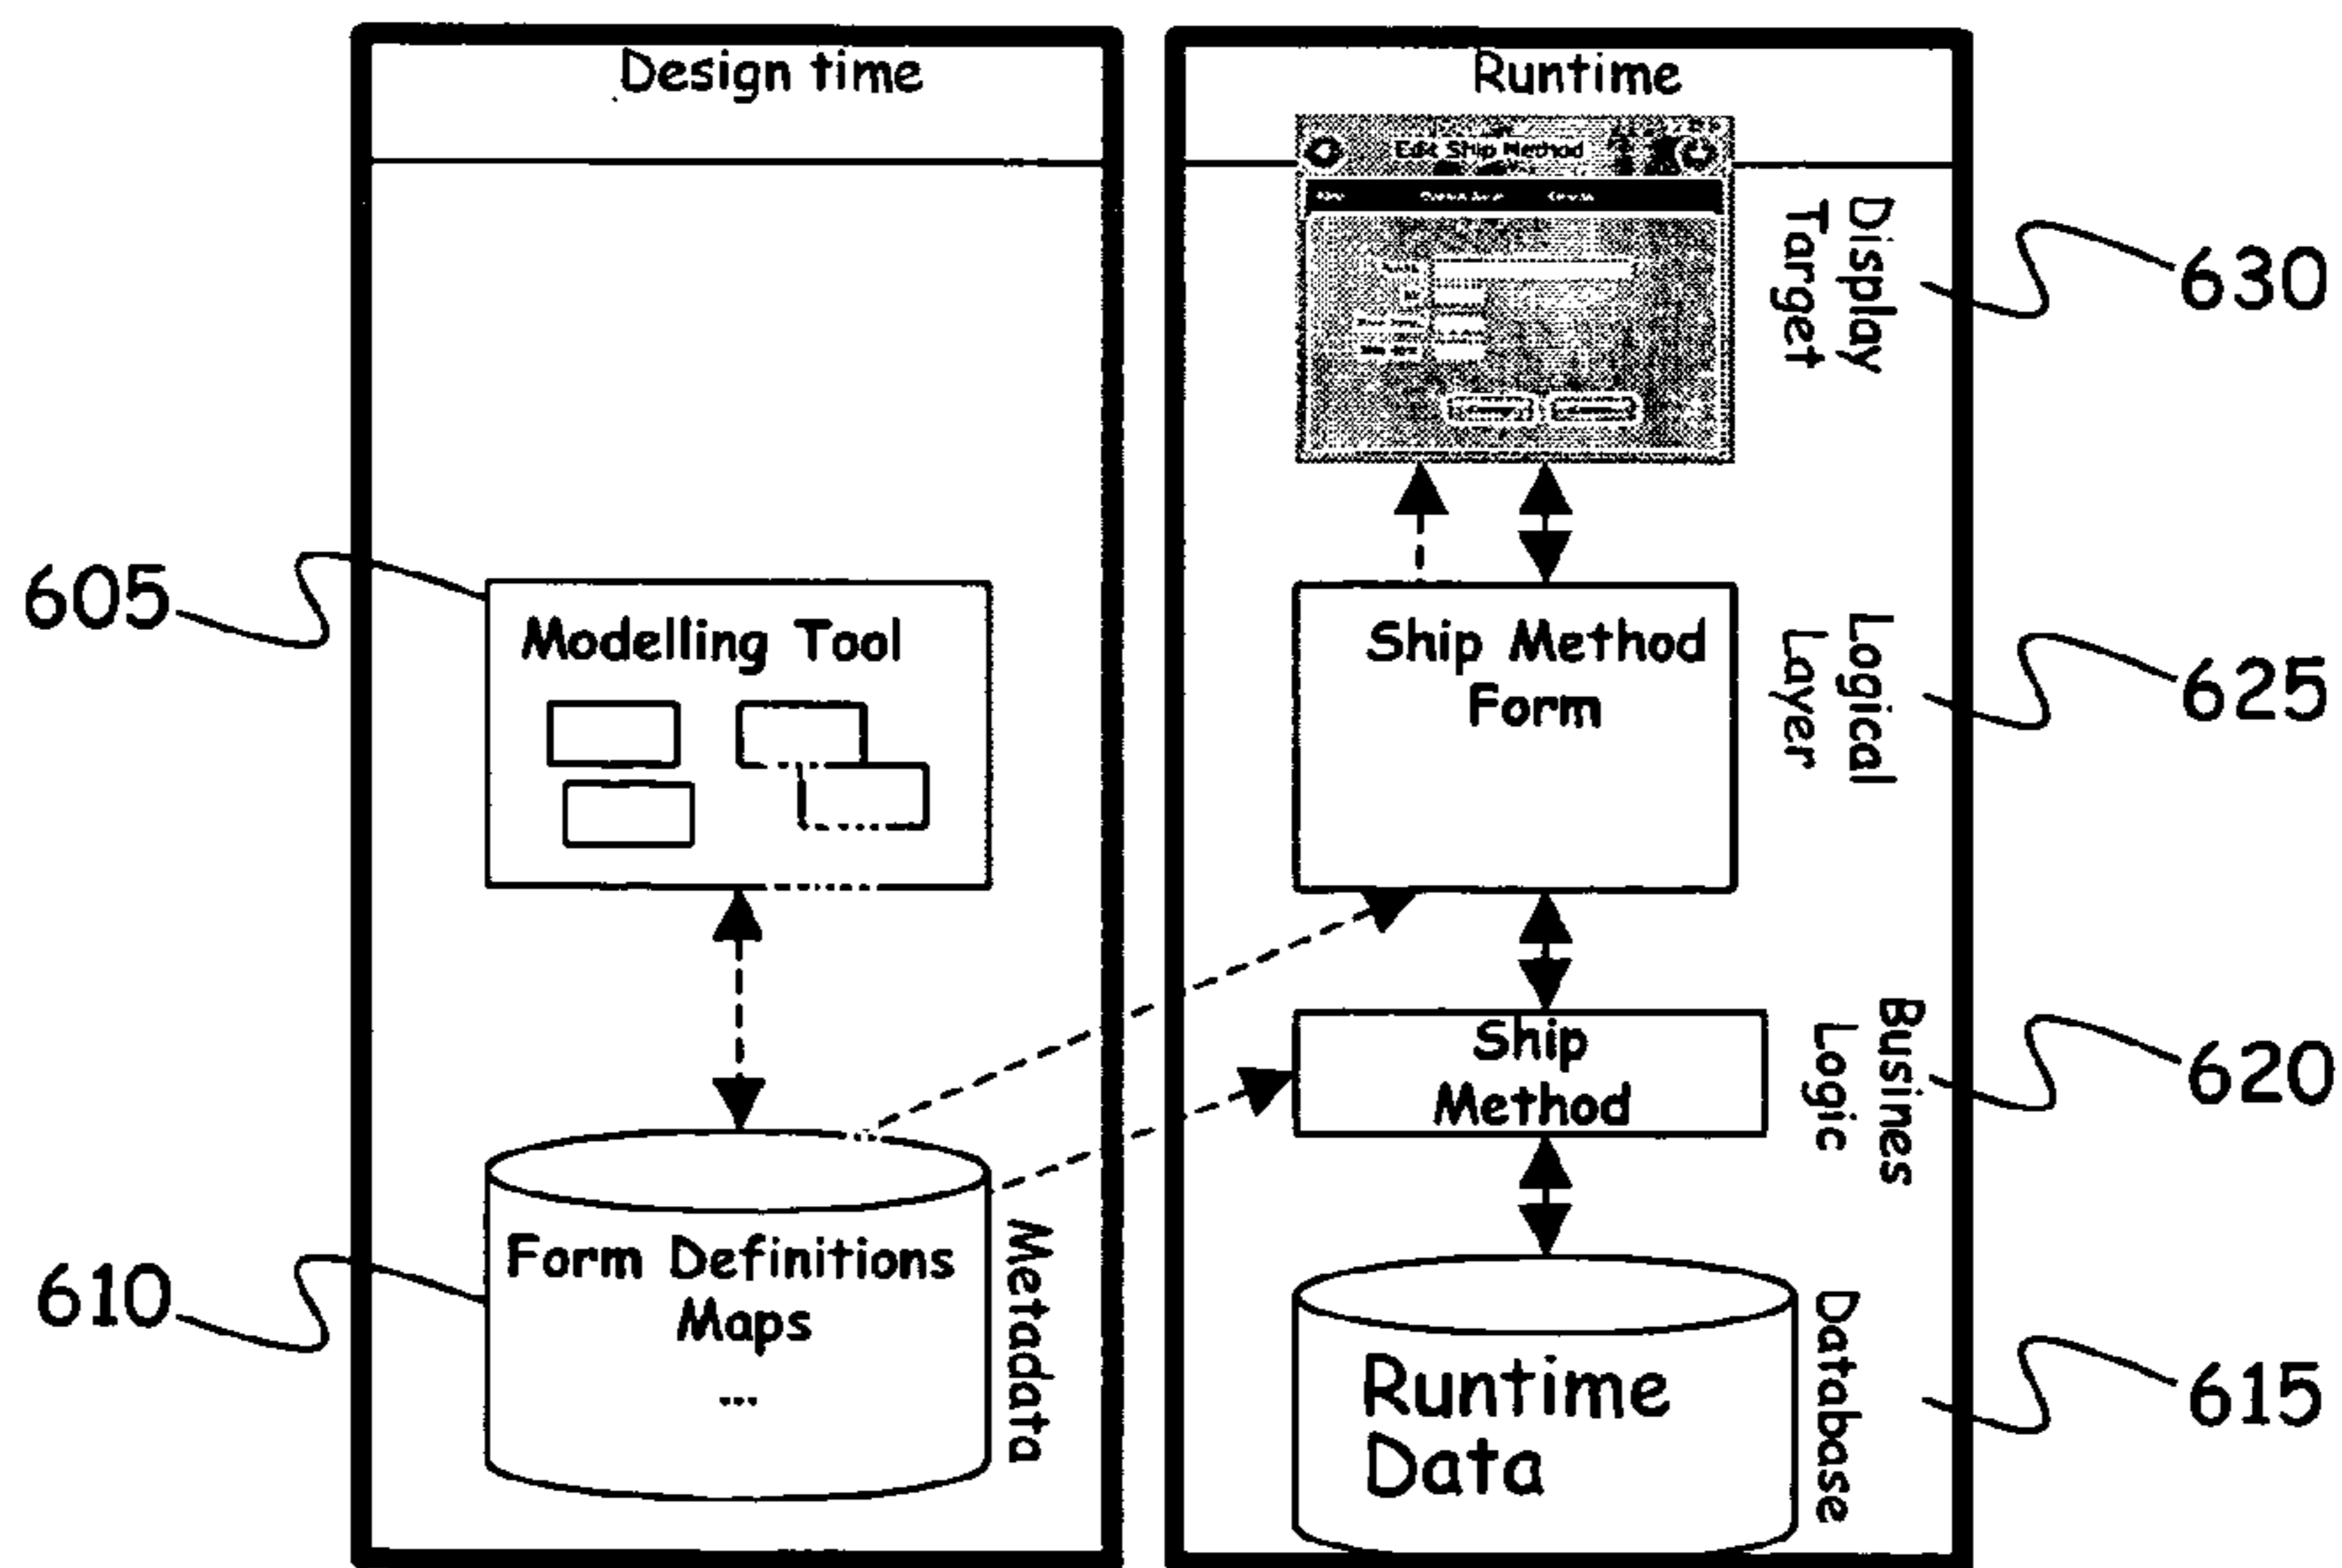 Design time
Runtime
Edit Ship Method
Display
Target
630
605
Modelling Tool
Ship Method
Form
Logical
Layer
625
Ship
Method
Busines
Logic
620
610
Form Definitions
Maps
...
Metadata
Runtime
Data
Database
615